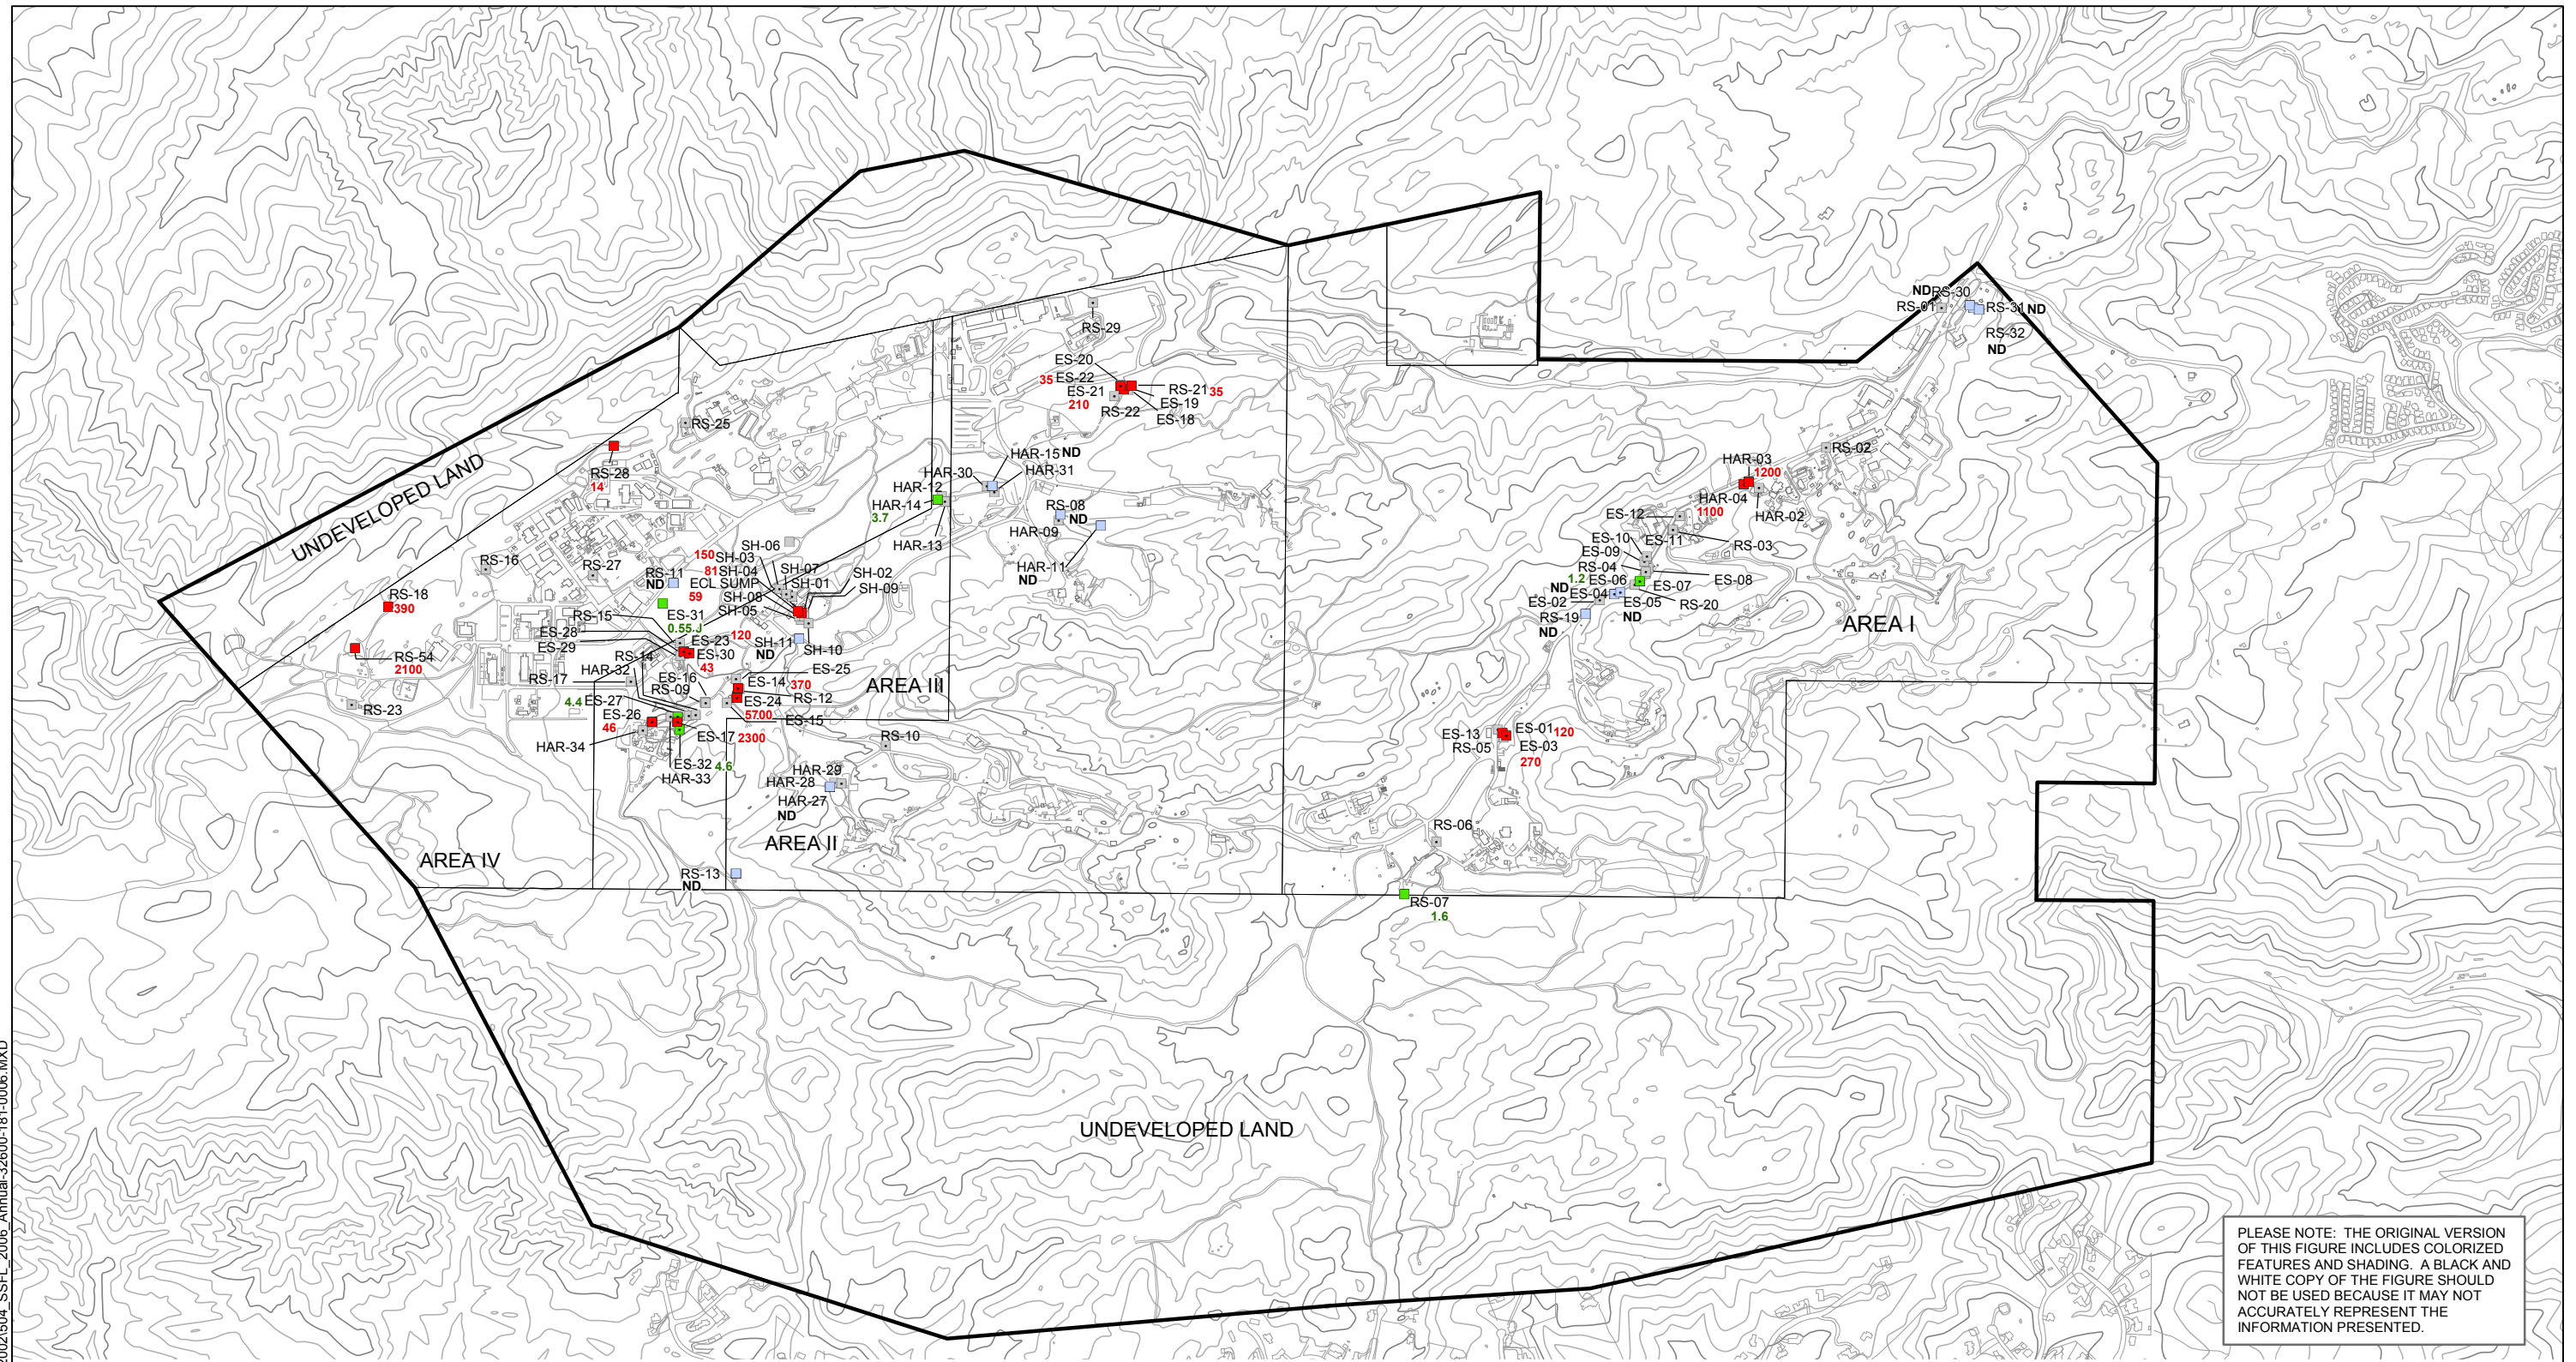 NDRS-30
RS-01
RS-31ND
RS-32
ND
RS-29
ES-20
35 ES-22
ES-21
210
RS-22
RS-21 35
ES-19
ES-18
RS-25
RS-28
14
UNDEVELOPED LAND
HAR-15 ND
HAR-30
HAR-31
HAR-12
HAR-14
3.7
HAR-13
RS-08
ND
HAR-09
HAR-11
ND
RS-02
HAR-03
1200
HAR-04
1100
HAR-02
ES-12
ES-11
RS-03
ES-10
ES-09
RS-04
ES-08
1.2 ES-06
ES-07
ND
ES-04
ES-02
ES-05
ND
RS-20
RS-19
ND
AREA I
RS-16
RS-27
RS-18
390
RS-54
2100
RS-23
RS-11
ND
150 SH-03
SH-06
81 SH-04
SH-07
ECL SUMP
59
SH-01
SH-02
SH-08
SH-09
SH-05
SH-11
ND
SH-10
RS-15
ES-31
0.55 J
ES-28
ES-23 120
ES-29
ES-30
43
RS-14
HAR-32
RS-17
ES-16
RS-09
ES-25
ES-14 370
RS-12
ES-24
5700
ES-15
4.4 ES-27
ES-26
46
HAR-34
ES-17 2300
ES-32 4.6
HAR-33
AREA III
RS-10
HAR-29
HAR-28
HAR-27
ND
AREA II
RS-13
ND
AREA IV
ES-13
RS-05
ES-01 120
ES-03
270
RS-06
RS-07
1.6
UNDEVELOPED LAND
PLEASE NOTE: THE ORIGINAL VERSION
OF THIS FIGURE INCLUDES COLORIZED
FEATURES AND SHADING. A BLACK AND
WHITE COPY OF THE FIGURE SHOULD
NOT BE USED BECAUSE IT MAY NOT
ACCURATELY REPRESENT THE
INFORMATION PRESENTED.